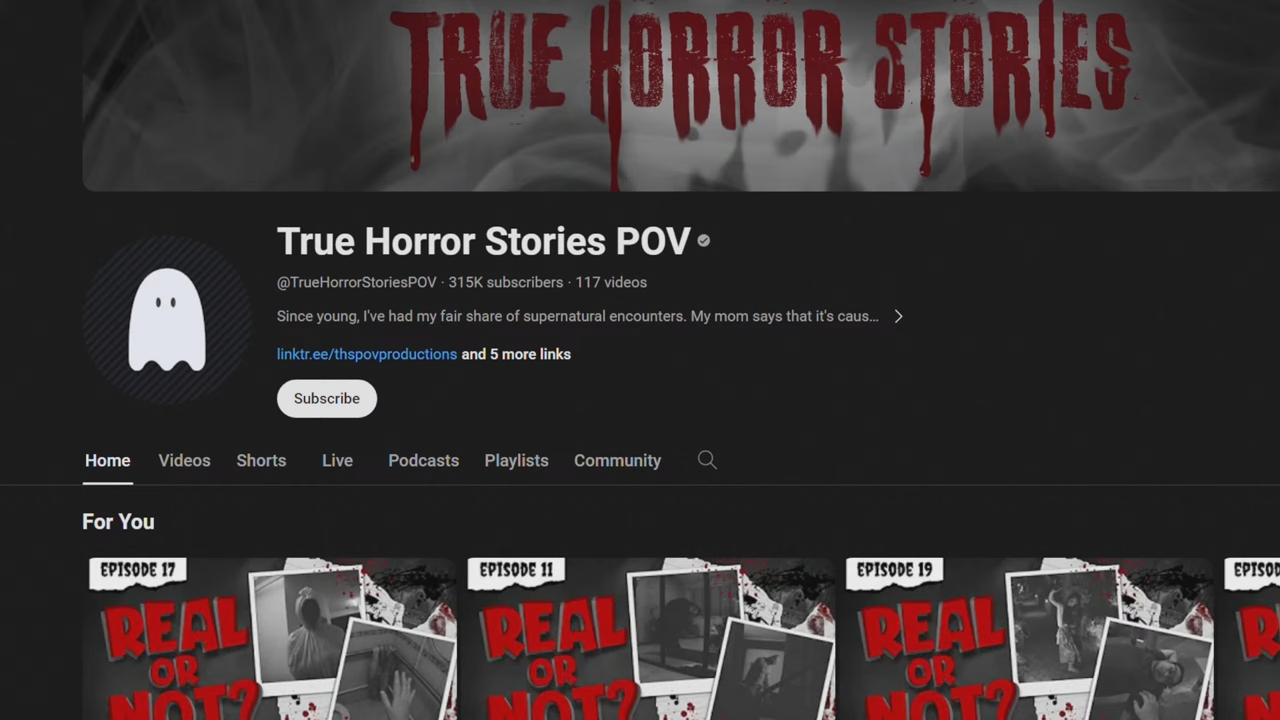 TRUE HORROR STORIES
True Horror Stories POV
@TrueHorrorStoriesPOV · 315K subscribers · 117 videos
Since young, I've had my fair share of supernatural encounters. My mom says that it's caus...
linktr.ee/thspovproductions and 5 more links
Subscribe
Home Videos Shorts Live Podcasts Playlists Community
For You
EPISODE 17 EPISODE 11 EPISODE 19
REAL REAL REAL
OR OR OR
NOT? NOT? NOT?